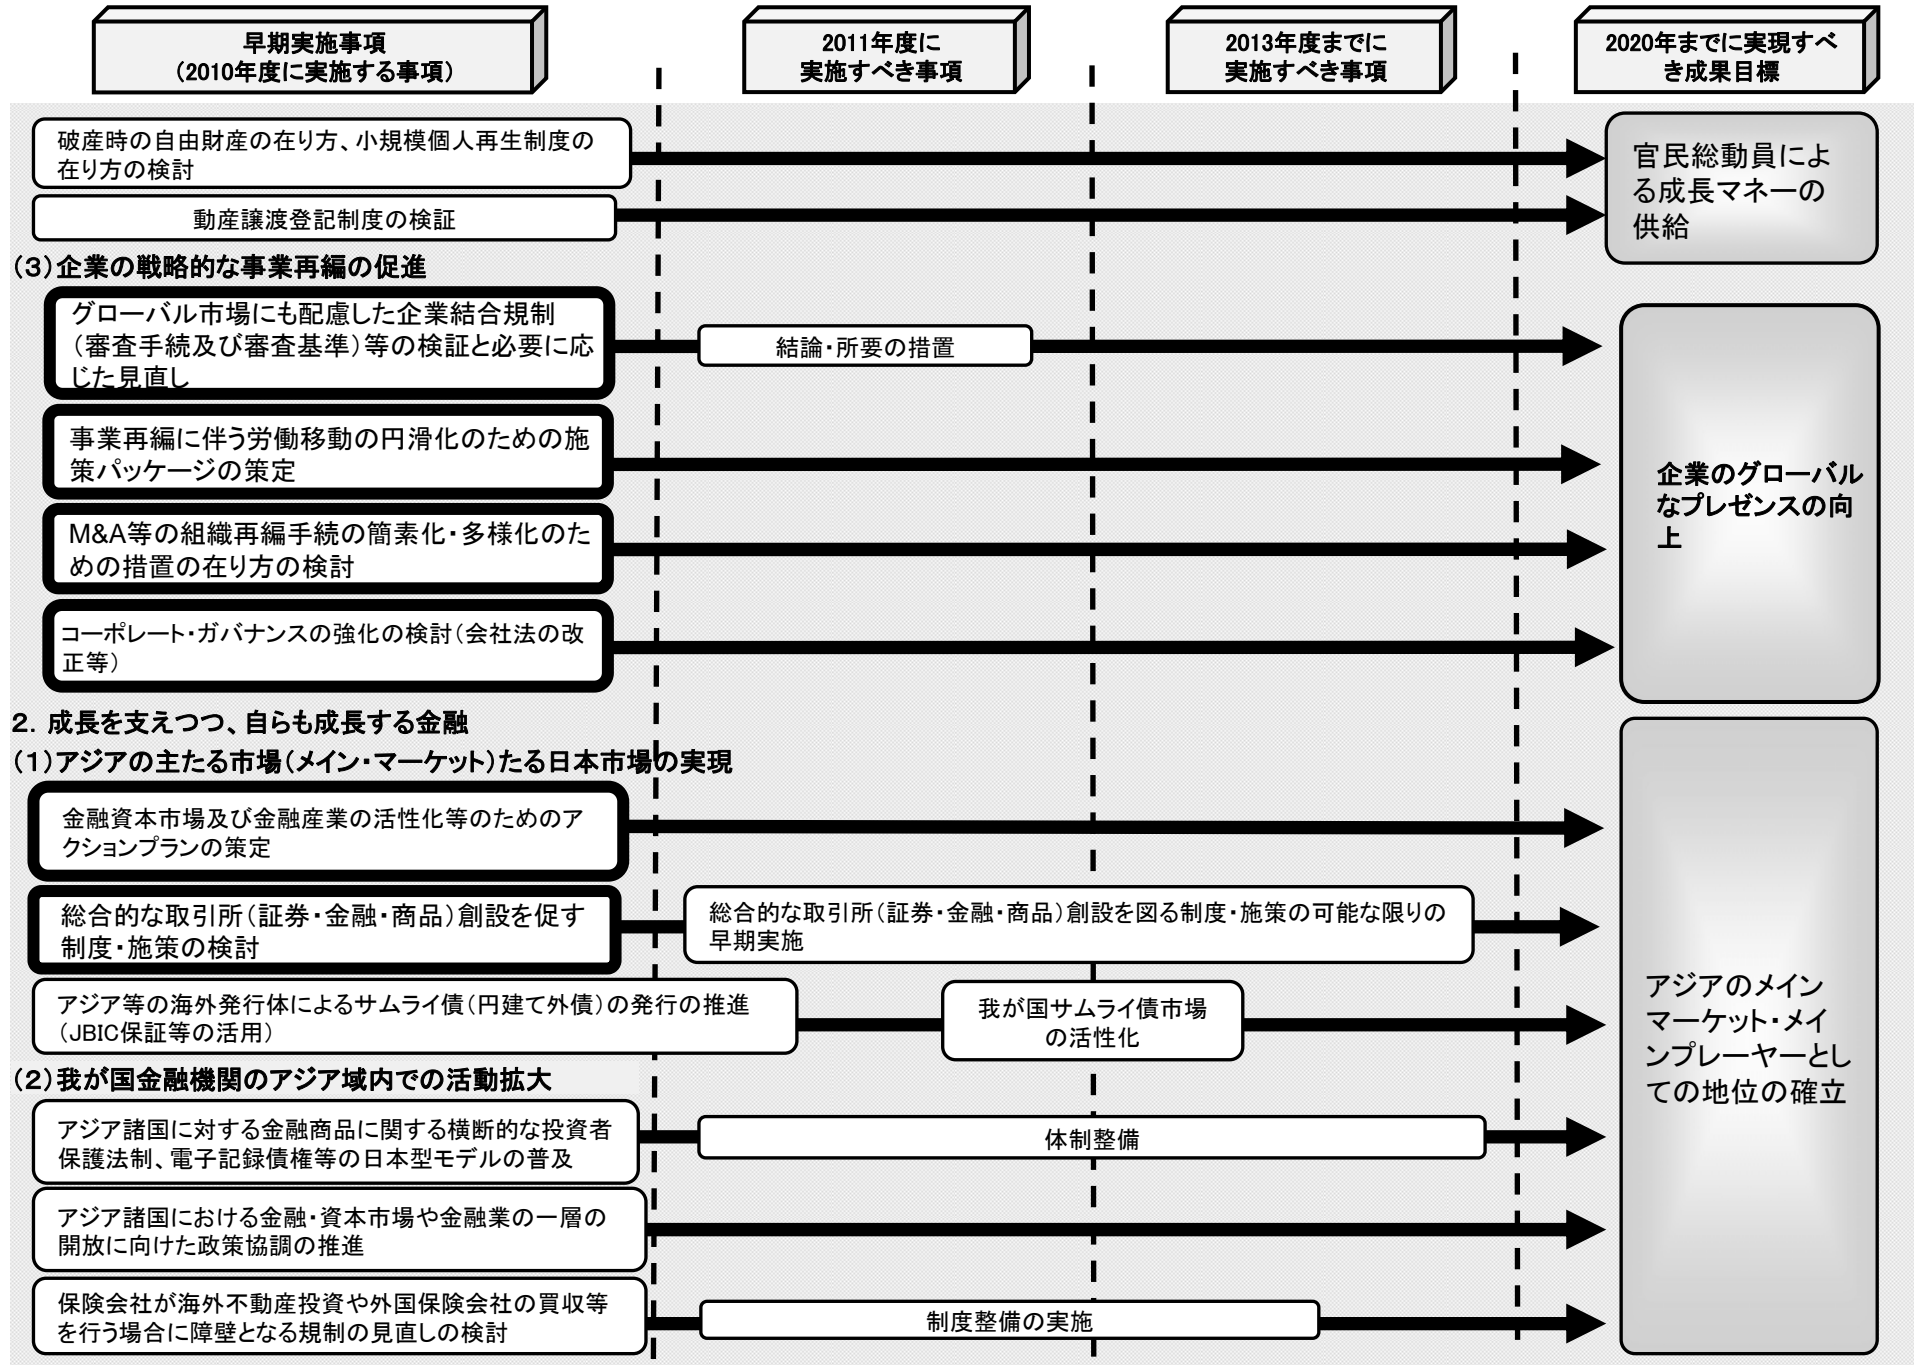 早期実施事項
（2010年度に実施する事項）
2011年度に
実施すべき事項
2013年度までに
実施すべき事項
2020年までに実現すべ
き成果目標
破産時の自由財産の在り方、小規模個人再生制度の
在り方の検討
動産譲渡登記制度の検証
官民総動員によ
る成長マネーの
供給
（３）企業の戦略的な事業再編の促進
グローバル市場にも配慮した企業結合規制
（審査手続及び審査基準）等の検証と必要に応
じた見直し
結論・所要の措置
事業再編に伴う労働移動の円滑化のための施
策パッケージの策定
M&A等の組織再編手続の簡素化・多様化のた
めの措置の在り方の検討
コーポレート・ガバナンスの強化の検討（会社法の改
正等）
企業のグローバル
なプレゼンスの向
上
２．成長を支えつつ、自らも成長する金融
（１）アジアの主たる市場（メイン・マーケット）たる日本市場の実現
金融資本市場及び金融産業の活性化等のためのア
クションプランの策定
総合的な取引所（証券・金融・商品）創設を促す
制度・施策の検討
総合的な取引所（証券・金融・商品）創設を図る制度・施策の可能な限りの
早期実施
アジア等の海外発行体によるサムライ債（円建て外債）の発行の推進
（JBIC保証等の活用）
我が国サムライ債市場
の活性化
（２）我が国金融機関のアジア域内での活動拡大
アジア諸国に対する金融商品に関する横断的な投資者
保護法制、電子記録債権等の日本型モデルの普及
体制整備
アジア諸国における金融・資本市場や金融業の一層の
開放に向けた政策協調の推進
保険会社が海外不動産投資や外国保険会社の買収等
を行う場合に障壁となる規制の見直しの検討
制度整備の実施
アジアのメイン
マーケット・メイ
ンプレーヤーとし
ての地位の確立